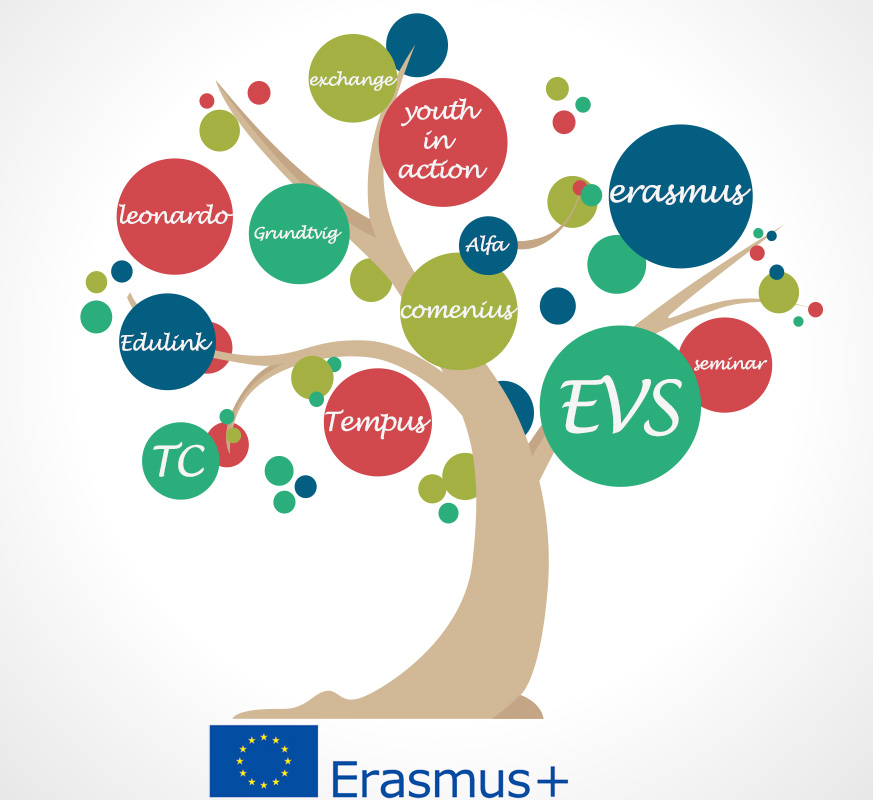 exchange
youth
in
action
erasmus
leonardo
Grundtvig
Alfa
comenius
Edulink
seminar
EVS
Tempus
TC
Erasmus+